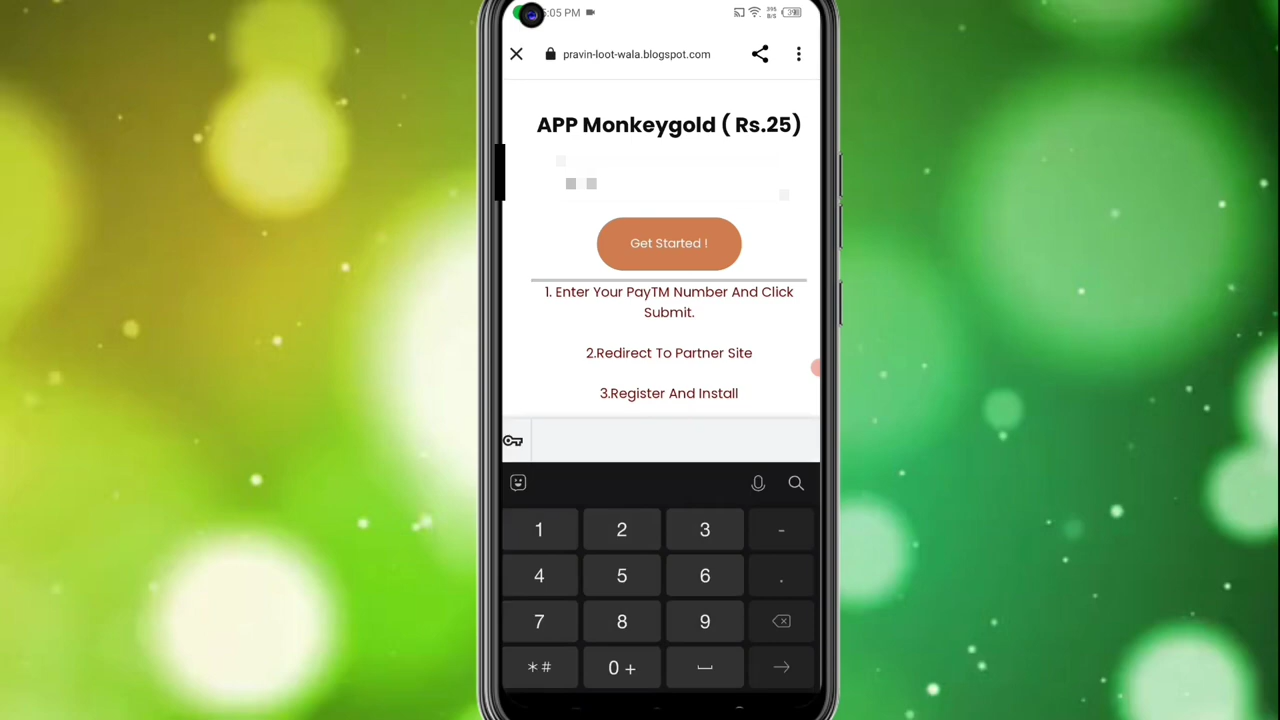 5:05 PM
395
B/S
39
pravin-loot-wala.blogspot.com
APP Monkeygold ( Rs.25)
Get Started !
1. Enter Your PayTM Number And Click
Submit.
2.Redirect To Partner Site
3.Register And Install
1 2 3 -
4 5 6 .
7 8 9
*# 0 +